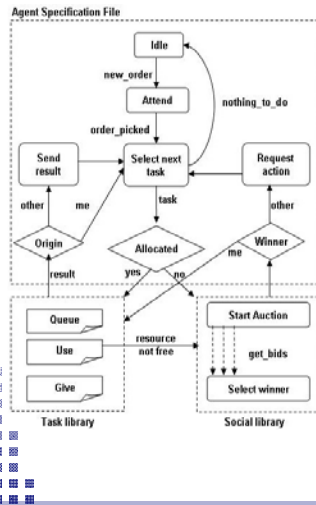 Agent Specification File
Idle
new_order
Attend
nothing_to_do
order_picked
Send
result
Select next
task
Request
action
other
me
task
other
Origin
Allocated
Winner
me
result
yes
no
Queue
Start Auction
Use
resource
not free
get_bids
Give
Select winner
Task library
Social library